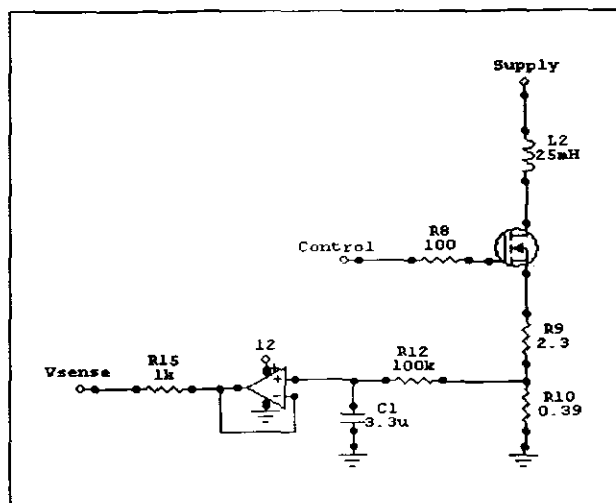 Supply
L2
25mH
R8
100
Control
R9
2.3
12
R15
1k
Vsense
R12
100k
+
-
R10
0.39
C1
3.3u